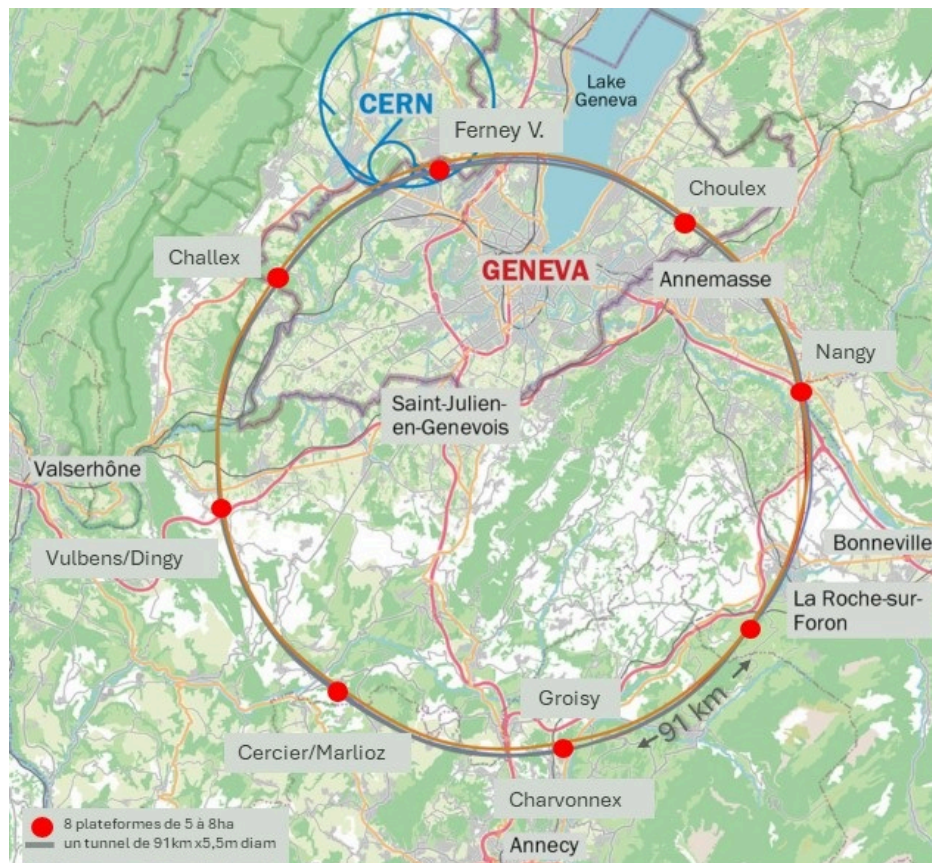 Lake
Geneva
CERN
Ferney V.
Choulex
Challex
GENEVA
Annemasse
Nangy
Saint-Julien-
en-Genevois
Valserhône
Vulbens/Dingy
Bonneville
La Roche-sur-
Foron
Groisy
91 km
Cercier/Marlioz
Charvonnex
8 plateformes de 5 à 8ha
un tunnel de 91km x5,5m diam
Annecy